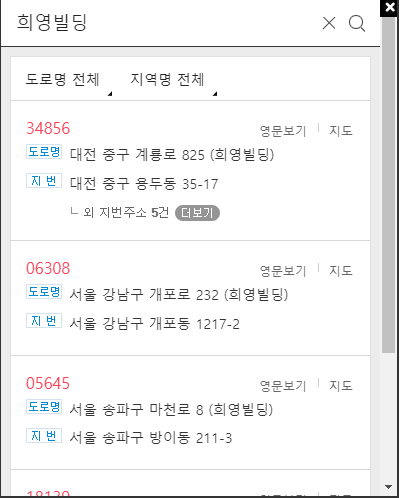 희영빌딩
도로명 전체 지역명 전체
34856 영문보기 지도
도로명 대전 중구 계룡로 825 (희영빌딩)
지 번 대전 중구 용두동 35-17
ㄴ 외 지번주소 5건 더보기
06308 영문보기 지도
도로명 서울 강남구 개포로 232 (희영빌딩)
지 번 서울 강남구 개포동 1217-2
05645 영문보기 지도
도로명 서울 송파구 마천로 8 (희영빌딩)
지 번 서울 송파구 방이동 211-3